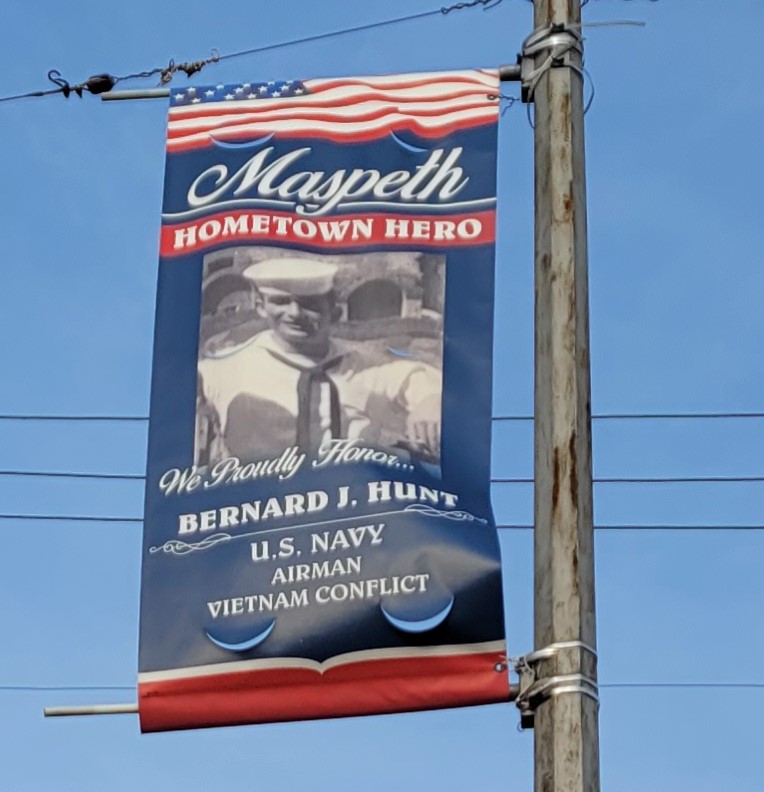 Maspeth
HOMETOWN HERO
We Proudly Honor...
BERNARD J. HUNT
U.S. NAVY
AIRMAN
VIETNAM CONFLICT